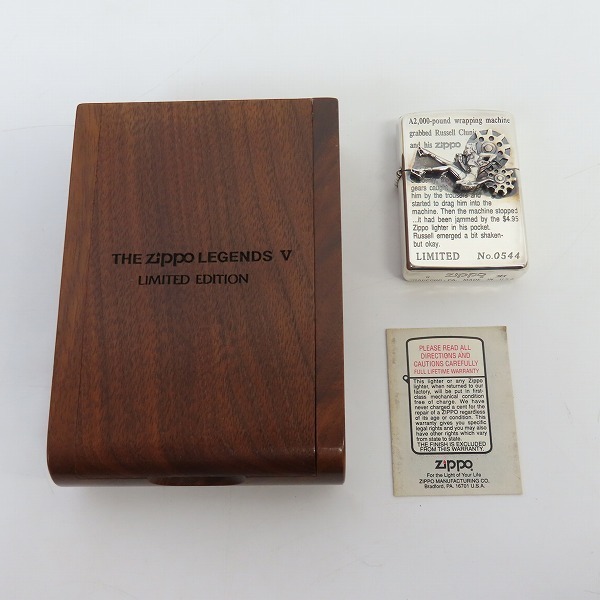 THE zippo LEGENDS V
LIMITED EDITION
A2,000-pound wrapping machine
grabbed Russell
and his zippo
gears caught
him by the trousers and
started to drag him into the
machine. Then the machine stopped
...it had been jammed by the $4.95
Zippo lighter in his pocket.
Russell emerged a bit shaken-
but okay.
LIMITED No.0544
zippo
PLEASE READ ALL
DIRECTIONS AND
CAUTIONS CAREFULLY
FULL LIFETIME WARRANTY
This lighter or any Zippo
lighter, when returned to our
factory, will be put in first-
class mechanical condition
free of charge. We have
never charged a cent for the
repair of a ZIPPO regardless
of its age or condition. This
warranty gives you specific
legal rights and you may also
have other rights which vary
from state to state.
THE FINISH IS EXCLUDED
FROM THIS WARRANTY.
zippo
For the Light of Your Life
ZIPPO MANUFACTURING CO.
Bradford, PA. 16701 U.S.A.